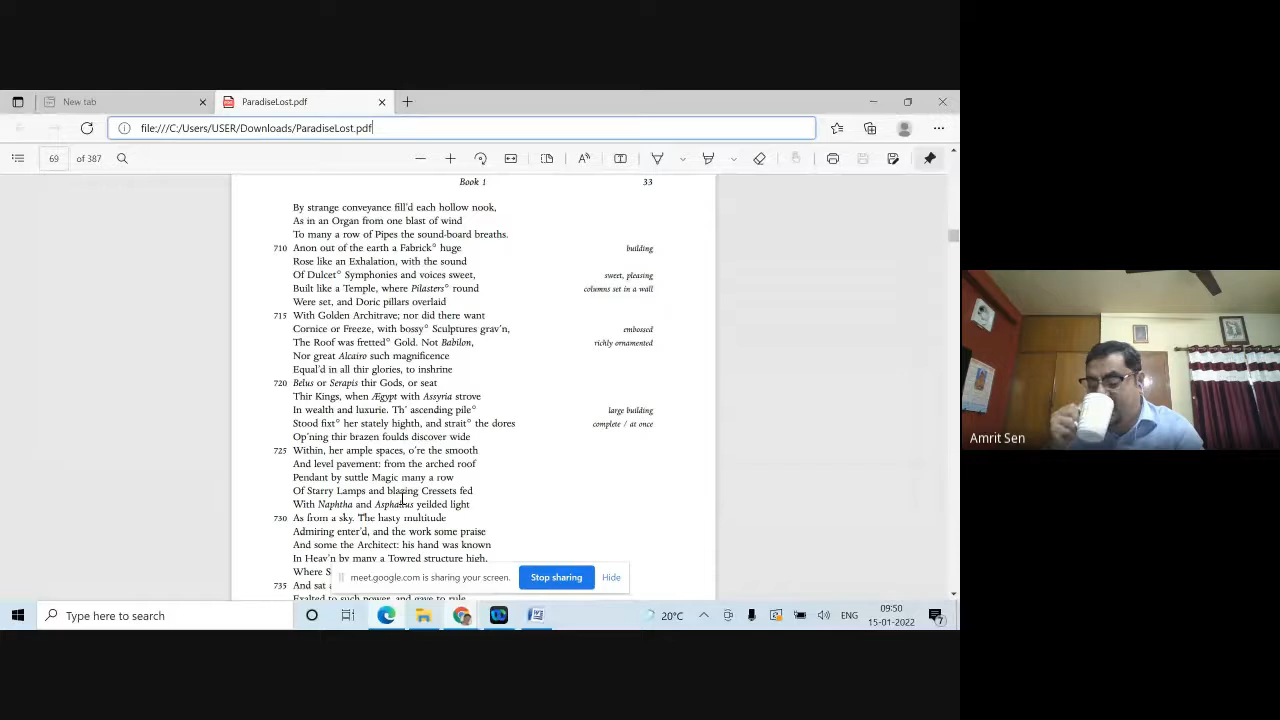 New tab
ParadiseLost.pdf
file:///C:/Users/USER/Downloads/ParadiseLost.pdf
69 of 387
Book 1 33
By strange conveyance fill'd each hollow nook,
As in an Organ from one blast of wind
To many a row of Pipes the sound-board breaths.
710 Anon out of the earth a Fabrick° huge building
Rose like an Exhalation, with the sound
Of Dulcet° Symphonies and voices sweet, sweet, pleasing
Built like a Temple, where Pilasters° round columns set in a wall
Were set, and Doric pillars overlaid
715 With Golden Architrave; nor did there want
Cornice or Freeze, with bossy° Sculptures grav'n, embossed
The Roof was fretted° Gold. Not Babilon, richly ornamented
Nor great Alcairo such magnificence
Equal'd in all thir glories, to inshrine
720 Belus or Serapis thir Gods, or seat
Thir Kings, when Ægypt with Assyria strove
In wealth and luxurie. Th' ascending pile° large building
Stood fixt° her stately highth, and strait° the dores complete / at once
Op'ning thir brazen foulds discover wide
725 Within, her ample spaces, o're the smooth
And level pavement: from the arched roof
Pendant by suttle Magic many a row
Of Starry Lamps and blazing Cressets fed
With Naphtha and Asphaltus yeilded light
730 As from a sky. The hasty multitude
Admiring enter'd, and the work some praise
And some the Architect: his hand was known
In Heav'n by many a Towred structure high,
Where S
735 And sat
Exalted to such power, and gave to rule,
meet.google.com is sharing your screen. Stop sharing Hide
Type here to search
20°C
ENG
09:50
15-01-2022
7
Amrit Sen